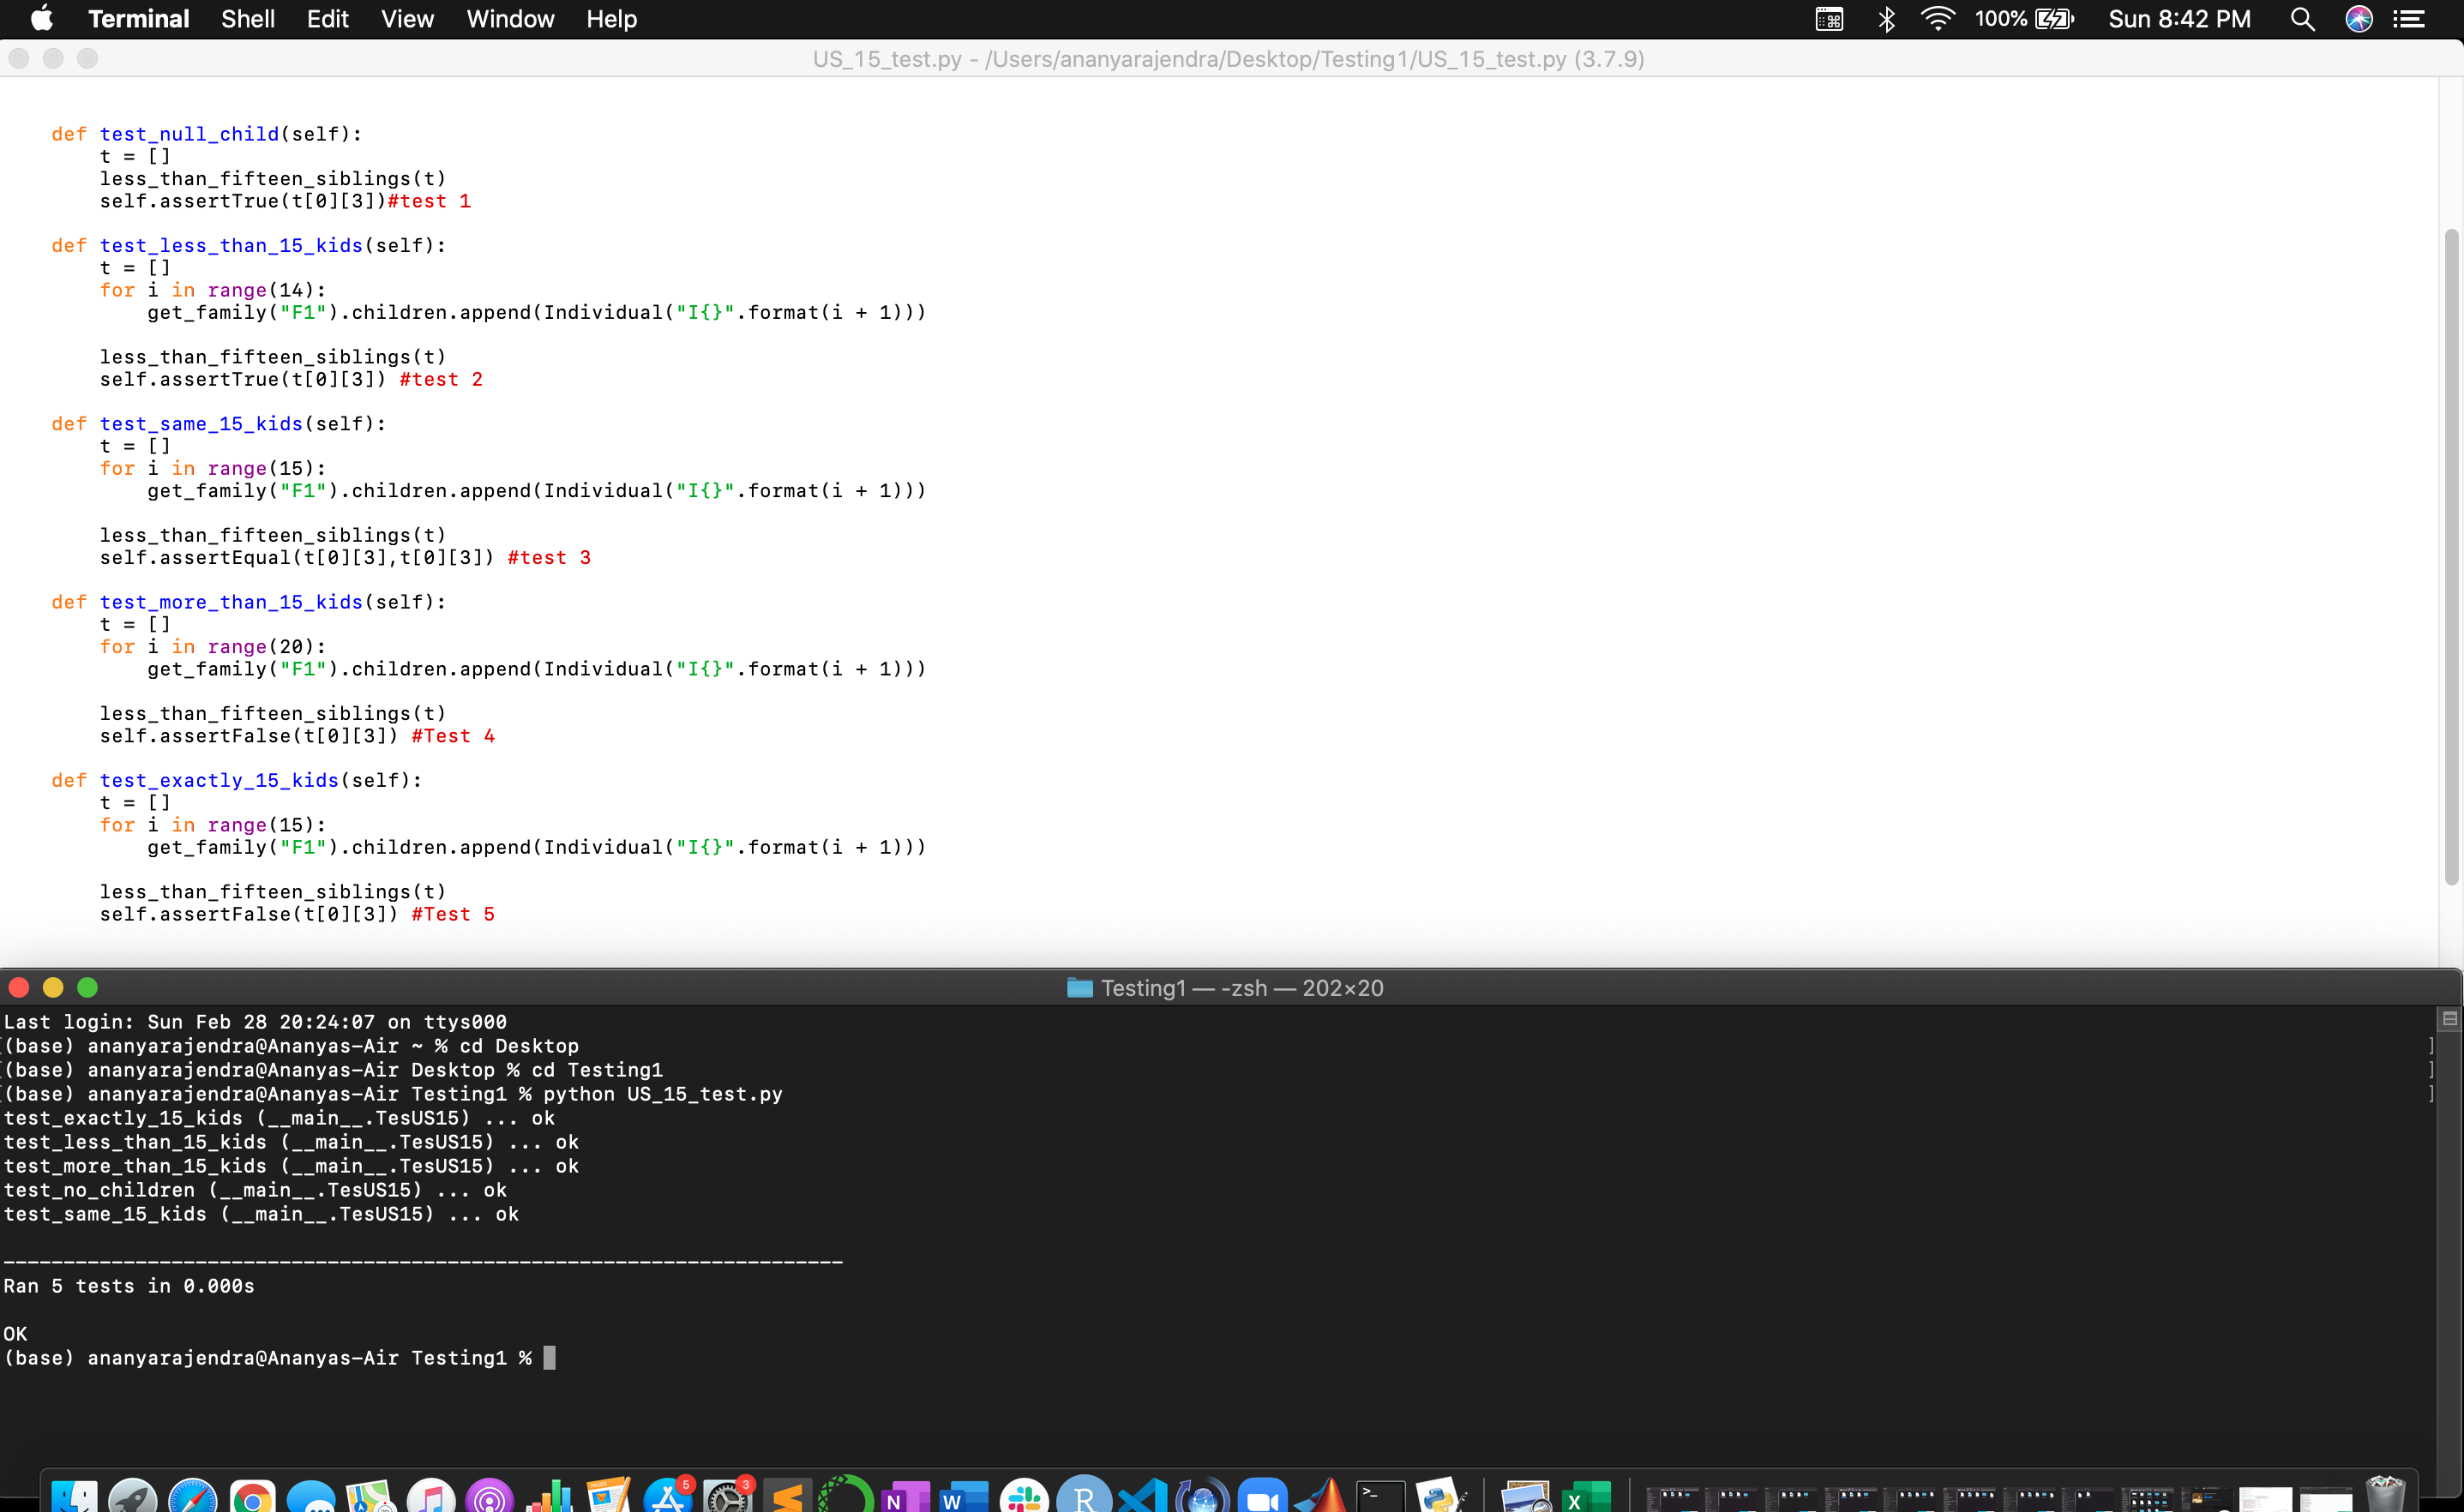 Terminal Shell Edit View Window Help 100% Sun 8:42 PM
US_15_test.py - /Users/ananyarajendra/Desktop/Testing1/US_15_test.py (3.7.9)
def test_null_child(self):
t = []
less_than_fifteen_siblings(t)
self.assertTrue(t[0][3])#test 1
def test_less_than_15_kids(self):
t = []
for i in range(14):
get_family("F1").children.append(Individual("I{}".format(i + 1)))
less_than_fifteen_siblings(t)
self.assertTrue(t[0][3]) #test 2
def test_same_15_kids(self):
t = []
for i in range(15):
get_family("F1").children.append(Individual("I{}".format(i + 1)))
less_than_fifteen_siblings(t)
self.assertEqual(t[0][3],t[0][3]) #test 3
def test_more_than_15_kids(self):
t = []
for i in range(20):
get_family("F1").children.append(Individual("I{}".format(i + 1)))
less_than_fifteen_siblings(t)
self.assertFalse(t[0][3]) #Test 4
def test_exactly_15_kids(self):
t = []
for i in range(15):
get_family("F1").children.append(Individual("I{}".format(i + 1)))
less_than_fifteen_siblings(t)
self.assertFalse(t[0][3]) #Test 5
Testing1 — -zsh — 202×20
Last login: Sun Feb 28 20:24:07 on ttys000
[(base) ananyarajendra@Ananyas-Air ~ % cd Desktop ]
[(base) ananyarajendra@Ananyas-Air Desktop % cd Testing1 ]
[(base) ananyarajendra@Ananyas-Air Testing1 % python US_15_test.py ]
test_exactly_15_kids (__main__.TesUS15) ... ok
test_less_than_15_kids (__main__.TesUS15) ... ok
test_more_than_15_kids (__main__.TesUS15) ... ok
test_no_children (__main__.TesUS15) ... ok
test_same_15_kids (__main__.TesUS15) ... ok
----------------------------------------------------------------------
Ran 5 tests in 0.000s
OK
(base) ananyarajendra@Ananyas-Air Testing1 %
5 3 N W R >_ X